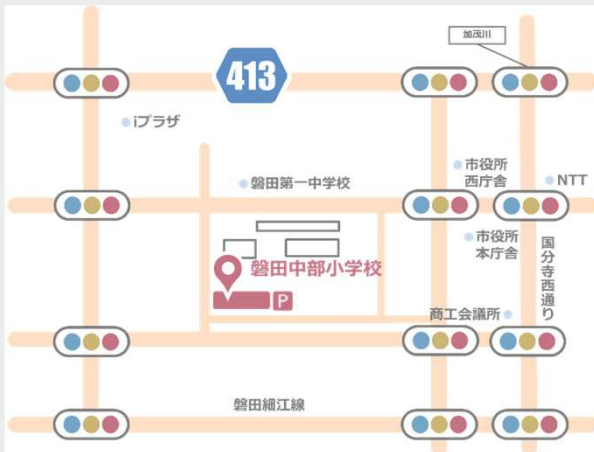 加茂川
413
iプラザ
市役所
西庁舎
NTT
磐田第一中学校
市役所
本庁舎
国分寺西通り
磐田中部小学校
P
商工会議所
磐田細江線